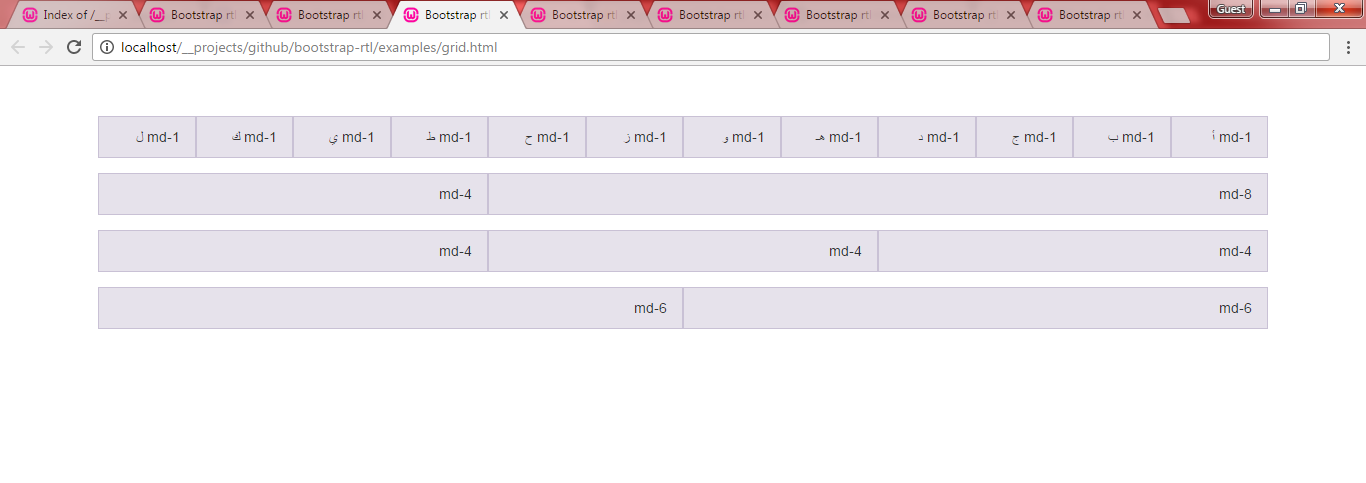 Index of /__p Bootstrap rtl Bootstrap rtl Bootstrap rtl Bootstrap rtl Bootstrap rtl Bootstrap rtl Bootstrap rtl Bootstrap rtl Guest
localhost/__projects/github/bootstrap-rtl/examples/grid.html
md-1 أ md-1 ب md-1 ج md-1 د md-1 هـ md-1 و md-1 ز md-1 ح md-1 ط md-1 ي md-1 ك md-1 ل
md-8 md-4
md-4 md-4 md-4
md-6 md-6